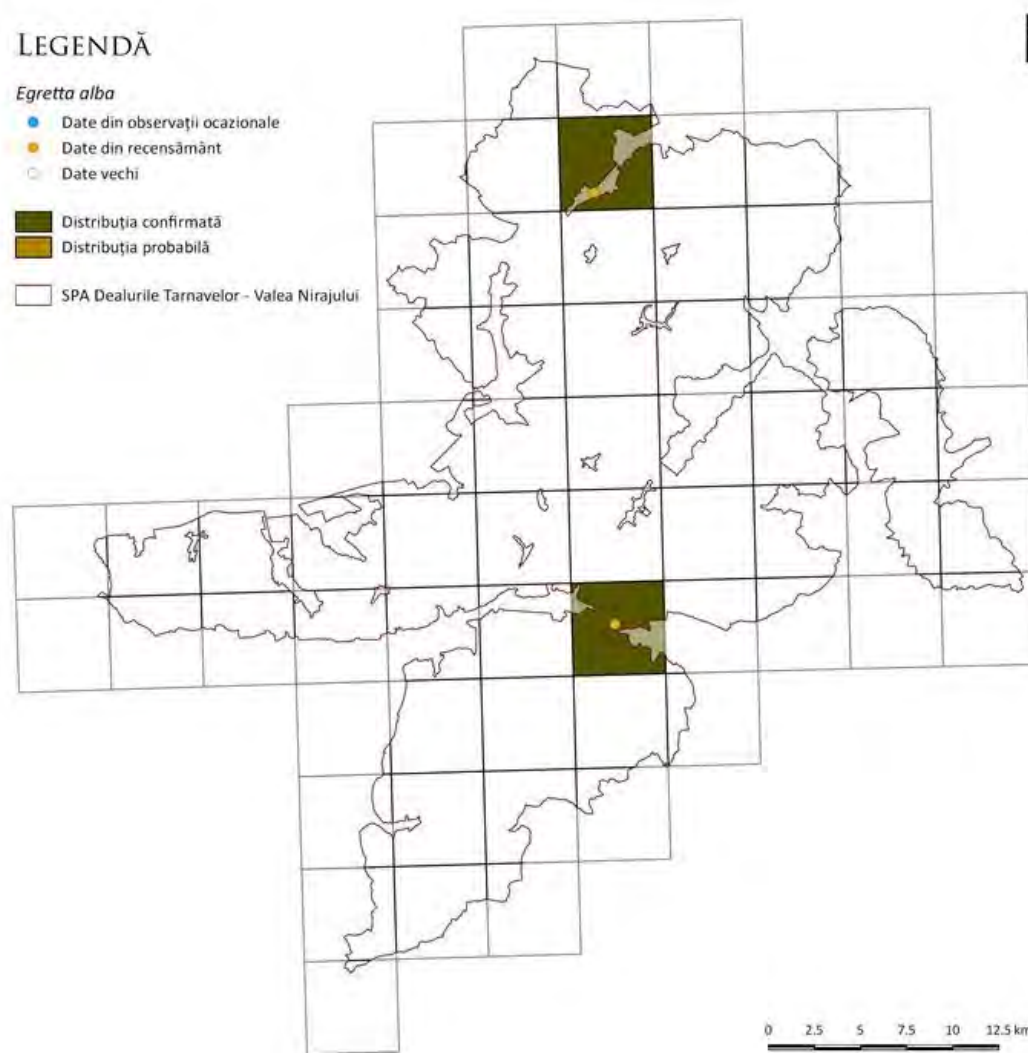 LEGENDĂ
Egretta alba
Date din observații ocazionale
Date din recensământ
Date vechi
Distribuția confirmată
Distribuția probabilă
SPA Dealurile Tarnavelor - Valea Nirajului
0 2.5 5 7.5 10 12.5 km